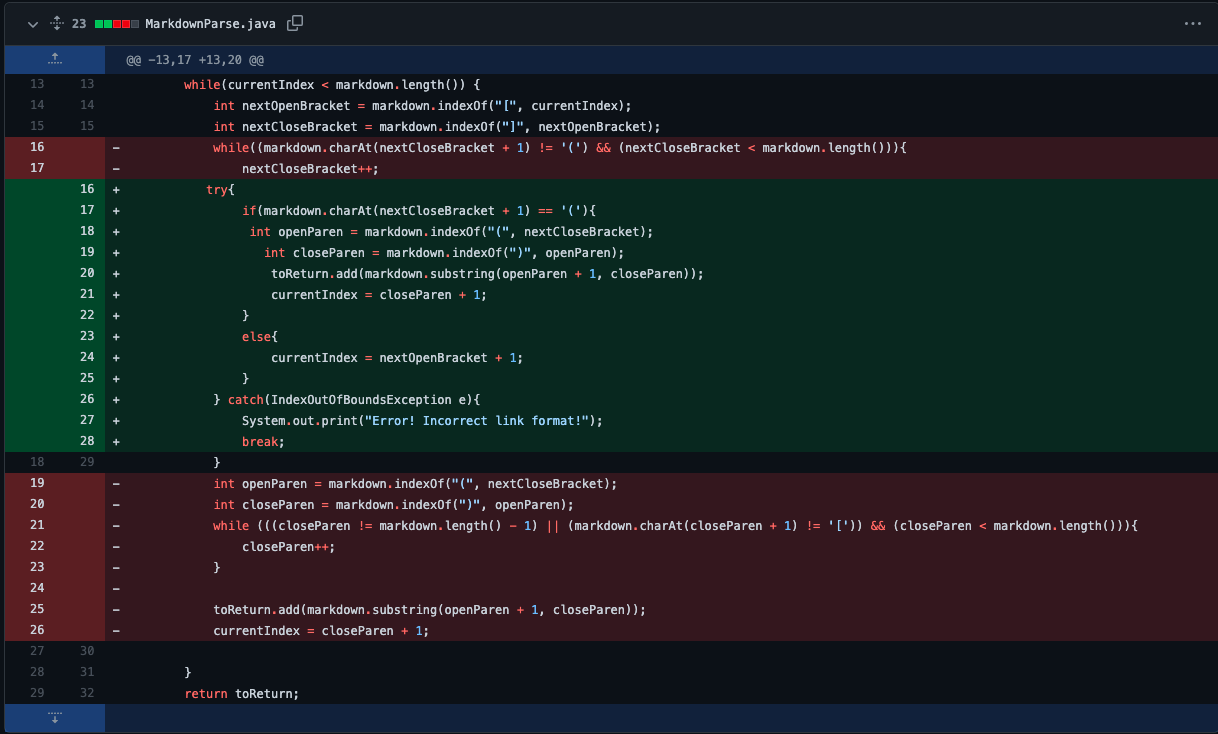 23 MarkdownParse.java
@@ -13,17 +13,20 @@
13 13 while(currentIndex < markdown.length()) {
14 14 int nextOpenBracket = markdown.indexOf("[", currentIndex);
15 15 int nextCloseBracket = markdown.indexOf("]", nextOpenBracket);
16 - while((markdown.charAt(nextCloseBracket + 1) != '(') && (nextCloseBracket < markdown.length())){
17 - nextCloseBracket++;
16 + try{
17 + if(markdown.charAt(nextCloseBracket + 1) == '('){
18 + int openParen = markdown.indexOf("(", nextCloseBracket);
19 + int closeParen = markdown.indexOf(")", openParen);
20 + toReturn.add(markdown.substring(openParen + 1, closeParen));
21 + currentIndex = closeParen + 1;
22 + }
23 + else{
24 + currentIndex = nextOpenBracket + 1;
25 + }
26 + } catch(IndexOutOfBoundsException e){
27 + System.out.print("Error! Incorrect link format!");
28 + break;
18 29 }
19 - int openParen = markdown.indexOf("(", nextCloseBracket);
20 - int closeParen = markdown.indexOf(")", openParen);
21 - while (((closeParen != markdown.length() - 1) || (markdown.charAt(closeParen + 1) != '[')) && (closeParen < markdown.length())){
22 - closeParen++;
23 - }
24 -
25 - toReturn.add(markdown.substring(openParen + 1, closeParen));
26 - currentIndex = closeParen + 1;
27 30
28 31 }
29 32 return toReturn;